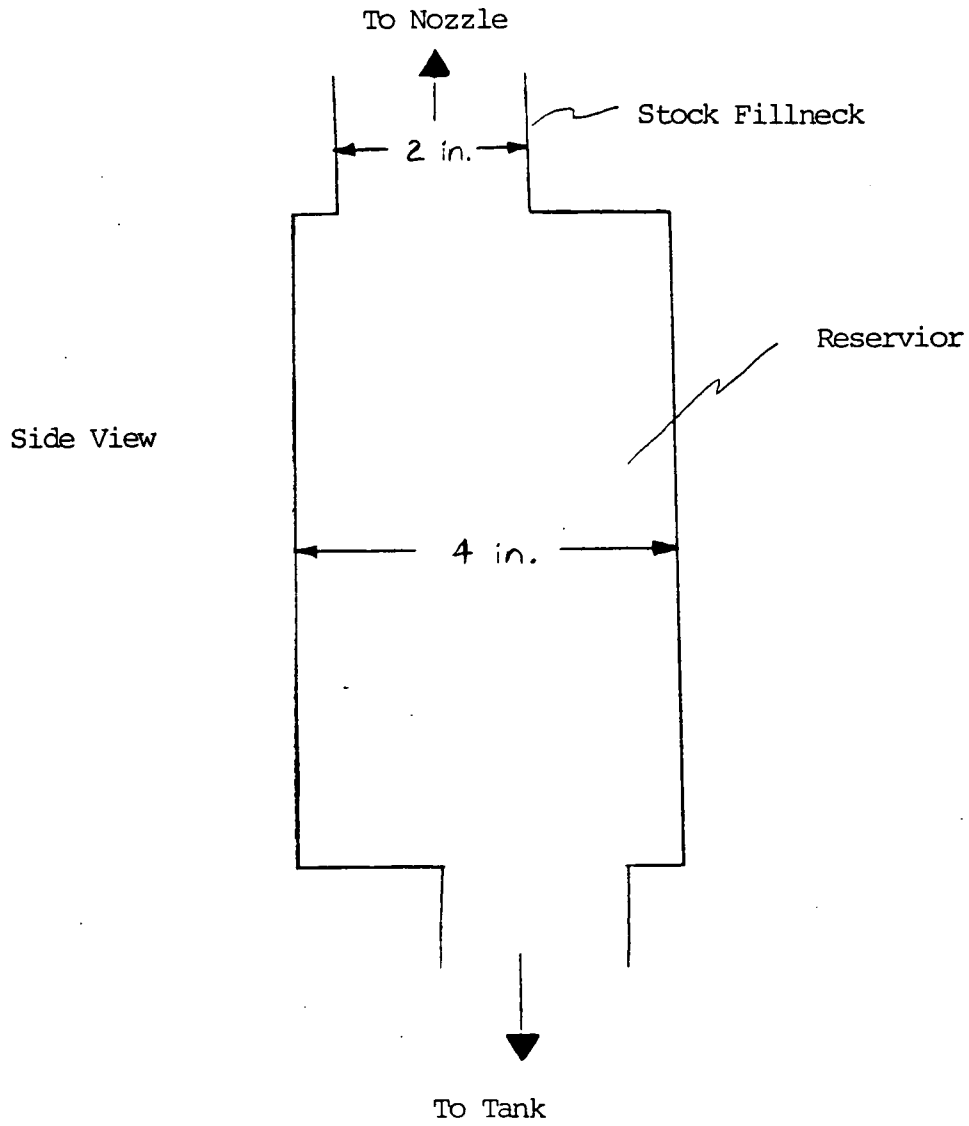 To Nozzle
Stock Fillneck
2 in.
Reservior
Side View
4 in.
To Tank